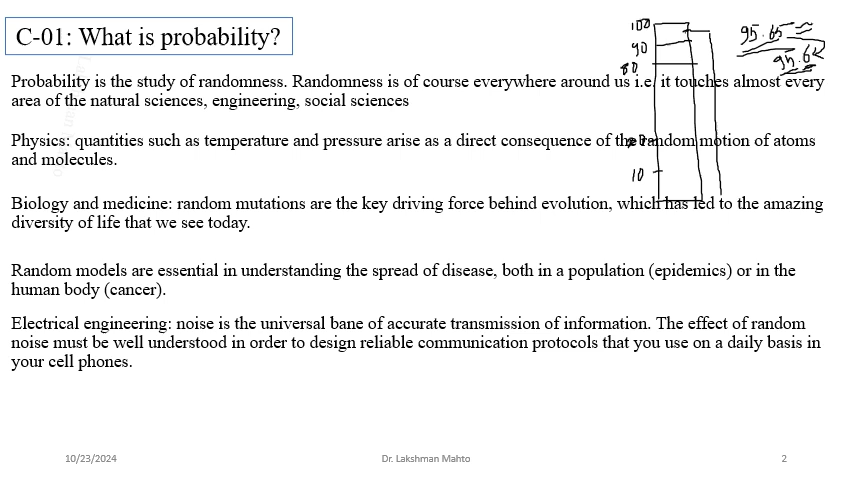 C-01: What is probability?
100
90
80
10
95.65
95.6
Probability is the study of randomness. Randomness is of course everywhere around us i.e. it touches almost every
area of the natural sciences, engineering, social sciences
Physics: quantities such as temperature and pressure arise as a direct consequence of the random motion of atoms
and molecules.
Biology and medicine: random mutations are the key driving force behind evolution, which has led to the amazing
diversity of life that we see today.
Random models are essential in understanding the spread of disease, both in a population (epidemics) or in the
human body (cancer).
Electrical engineering: noise is the universal bane of accurate transmission of information. The effect of random
noise must be well understood in order to design reliable communication protocols that you use on a daily basis in
your cell phones.
10/23/2024
Dr. Lakshman Mahto
2